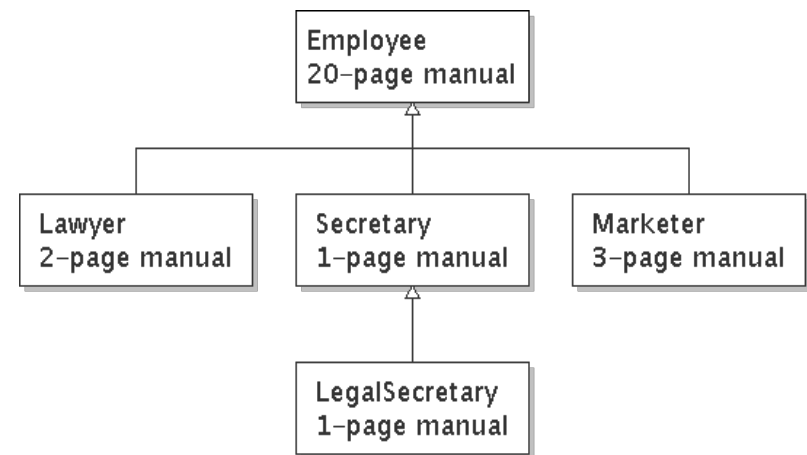 Employee
20-page manual
Lawyer
2-page manual
Secretary
1-page manual
Marketer
3-page manual
LegalSecretary
1-page manual